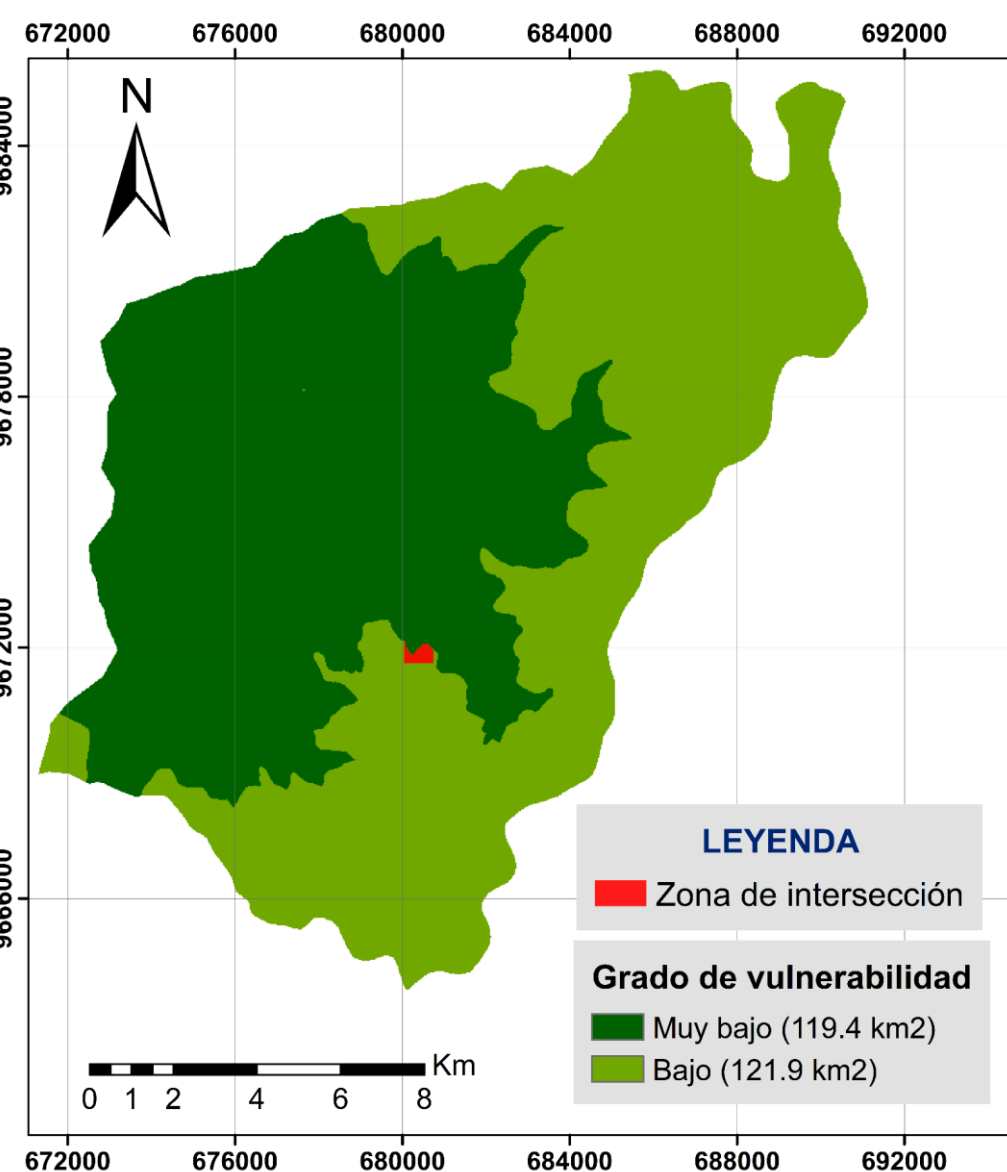 672000 676000 680000 684000 688000 692000
N
9684000
9678000
9672000
9666000
LEYENDA
Zona de intersección
Grado de vulnerabilidad
Muy bajo (119.4 km2)
Bajo (121.9 km2)
Km
0 1 2 4 6 8
672000 676000 680000 684000 688000 692000